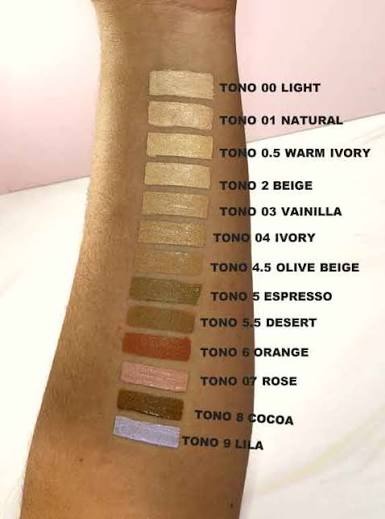 TONO 00 LIGHT
TONO 01 NATURAL
TONO 0.5 WARM IVORY
TONO 2 BEIGE
TONO 03 VAINILLA
TONO 04 IVORY
TONO 4.5 OLIVE BEIGE
TONO 5 ESPRESSO
TONO 5.5 DESERT
TONO 6 ORANGE
TONO 07 ROSE
TONO 8 COCOA
TONO 9 LILA